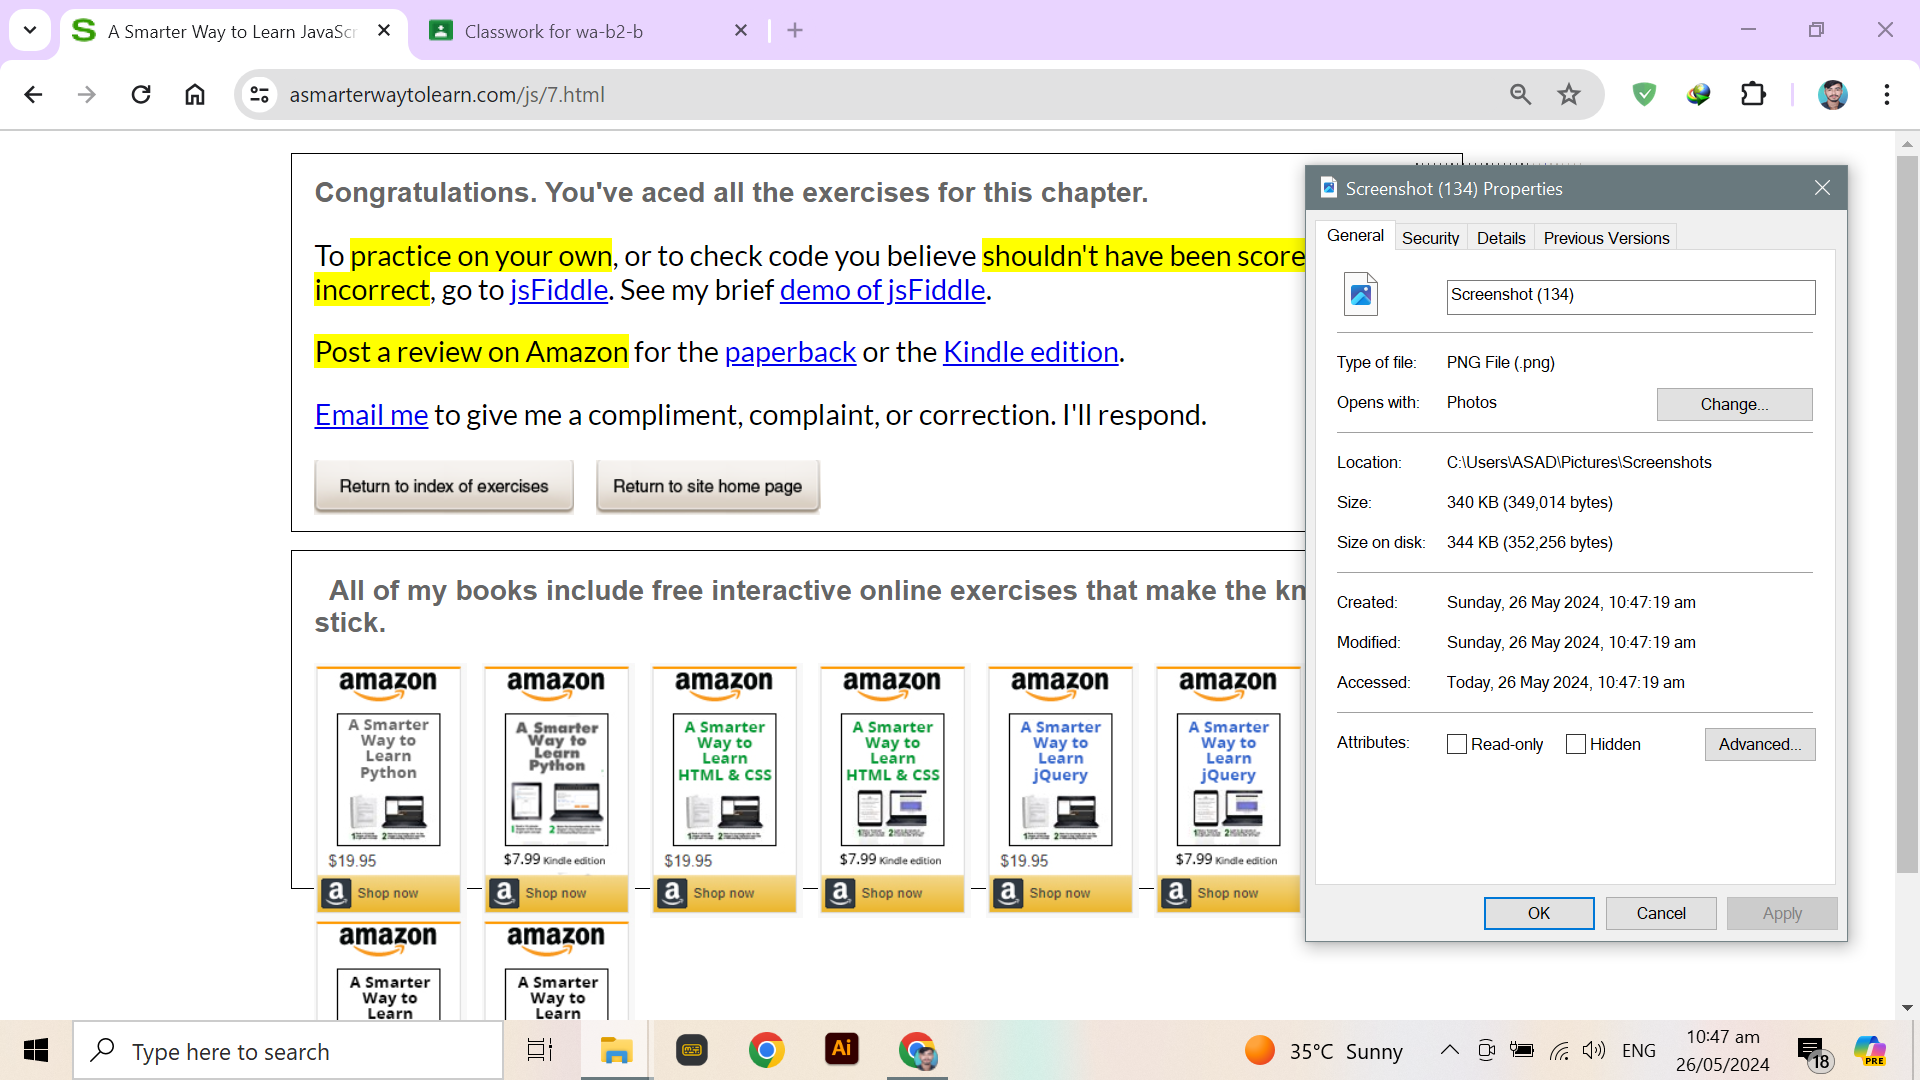 A Smarter Way to Learn JavaScr
Classwork for wa-b2-b
asmarterwaytolearn.com/js/7.html
Congratulations. You've aced all the exercises for this chapter.
To practice on your own, or to check code you believe shouldn't have been score
incorrect, go to jsFiddle. See my brief demo of jsFiddle.
Post a review on Amazon for the paperback or the Kindle edition.
Email me to give me a compliment, complaint, or correction. I'll respond.
Return to index of exercises
Return to site home page
All of my books include free interactive online exercises that make the kn
stick.
amazon
A Smarter
Way to
Learn
Python
$19.95
Shop now
amazon
A Smarter
Way to
Learn
Python
$7.99 Kindle edition
Shop now
amazon
A Smarter
Way to
Learn
HTML & CSS
$19.95
Shop now
amazon
A Smarter
Way to
Learn
HTML & CSS
$7.99 Kindle edition
Shop now
amazon
A Smarter
Way to
Learn
jQuery
$19.95
Shop now
amazon
A Smarter
Way to
Learn
jQuery
$7.99 Kindle edition
Shop now
amazon
A Smarter
Way to
Learn
amazon
A Smarter
Way to
Learn
Screenshot (134) Properties
General Security Details Previous Versions
Screenshot (134)
Type of file: PNG File (.png)
Opens with: Photos Change...
Location: C:\Users\ASAD\Pictures\Screenshots
Size: 340 KB (349,014 bytes)
Size on disk: 344 KB (352,256 bytes)
Created: Sunday, 26 May 2024, 10:47:19 am
Modified: Sunday, 26 May 2024, 10:47:19 am
Accessed: Today, 26 May 2024, 10:47:19 am
Attributes: Read-only Hidden Advanced...
OK Cancel Apply
Type here to search
Ai
35°C Sunny
ENG
10:47 am
26/05/2024
18
PRE